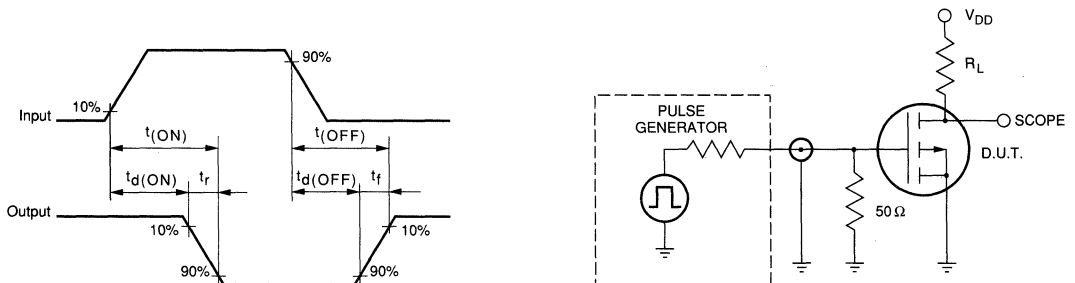 90%
10%
Input
t(ON)
t(OFF)
td(ON)
tr
td(OFF)
tf
Output
10%
10%
90%
90%
VDD
RL
PULSE
GENERATOR
SCOPE
D.U.T.
50Ω